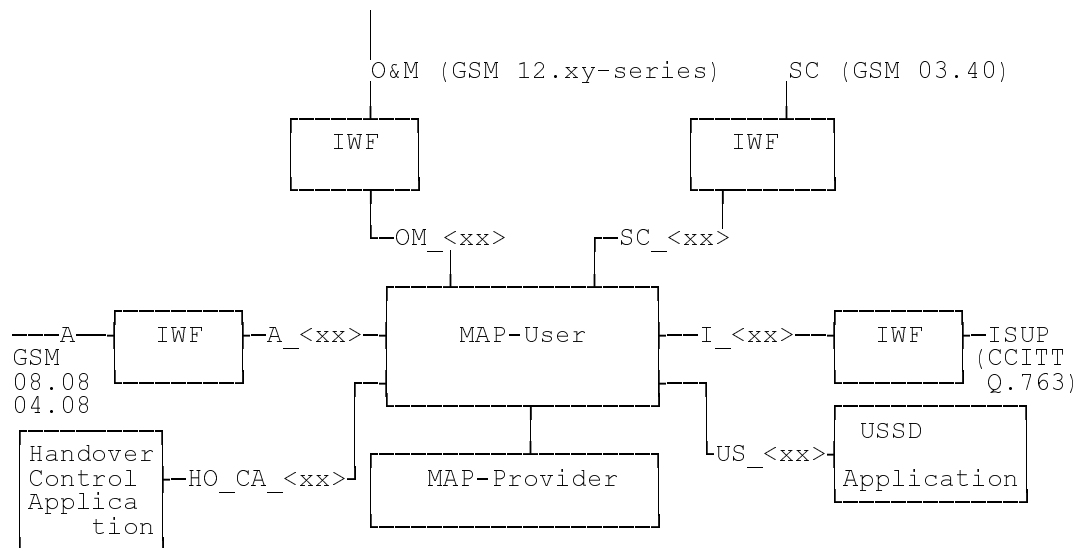 O&M (GSM 12.xy-series)
SC (GSM 03.40)
IWF
IWF
OM_<xx>
SC_<xx>
A
IWF
A_<xx>
MAP-User
I_<xx>
IWF
ISUP
GSM
08.08
04.08
(CCITT
Q.763)
Handover
Control
Applica
tion
HO_CA_<xx>
MAP-Provider
US_<xx>
USSD
Application